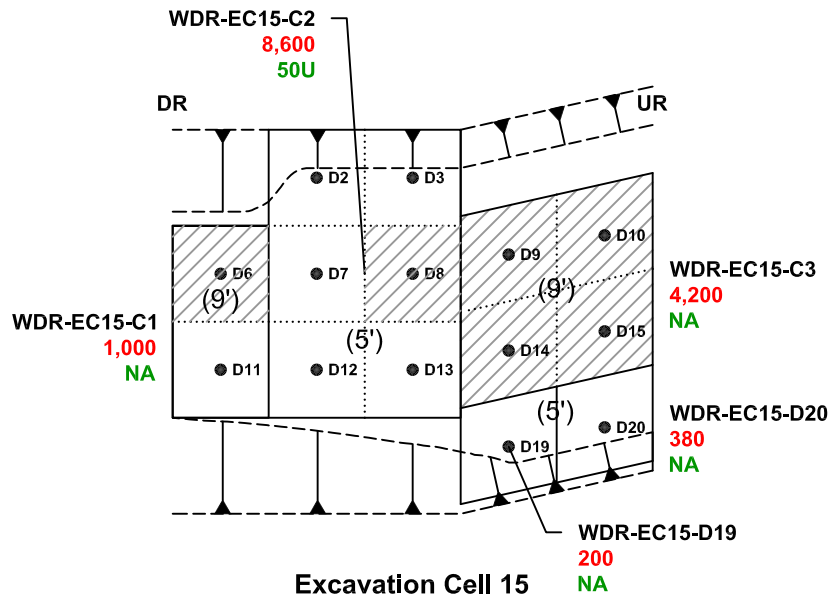 WDR-EC15-C2
8,600
50U
DR
UR
D2
D3
D10
D9
D6
D7
D8
(9')
(9')
WDR-EC15-C3
4,200
NA
WDR-EC15-C1
1,000
NA
(5')
D15
D14
D11
D12
D13
(5')
D20
D19
WDR-EC15-D20
380
NA
WDR-EC15-D19
200
NA
Excavation Cell 15